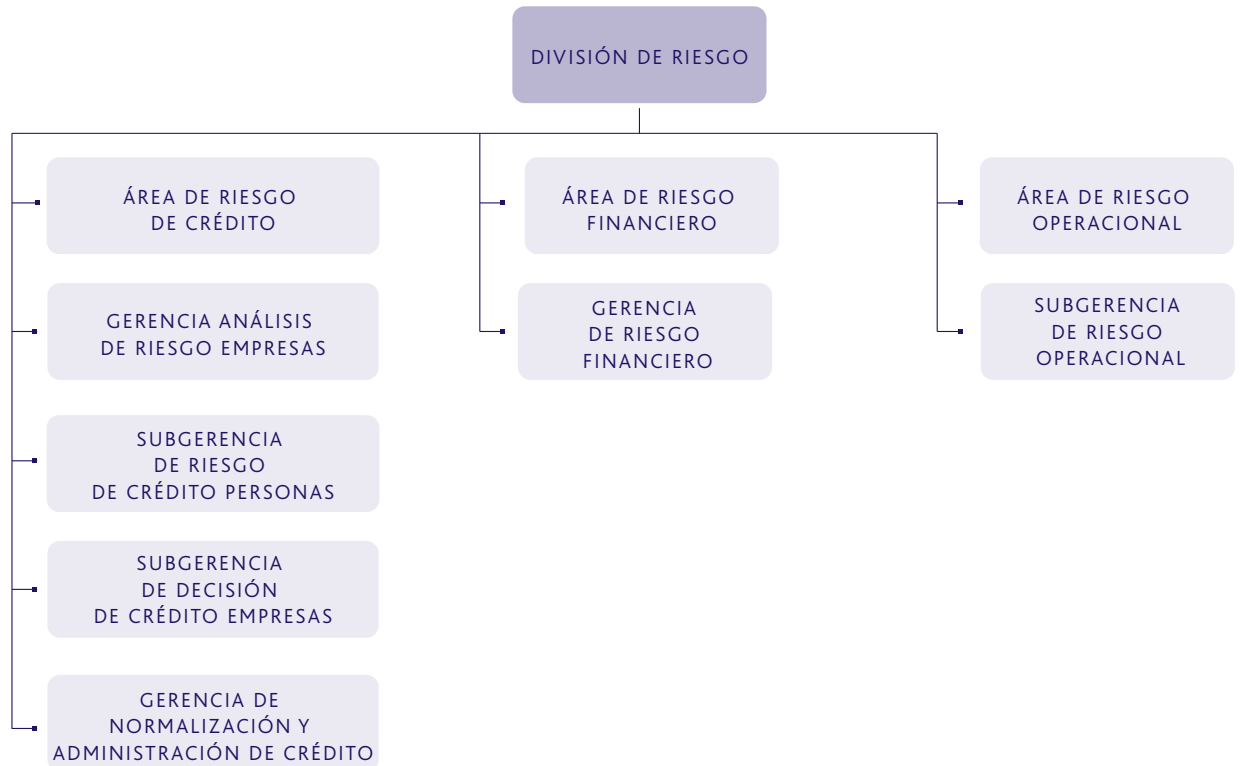 DIVISIÓN DE RIESGO
ÁREA DE RIESGO
DE CRÉDITO
GERENCIA ANÁLISIS
DE RIESGO EMPRESAS
SUBGERENCIA
DE RIESGO
DE CRÉDITO PERSONAS
SUBGERENCIA
DE DECISIÓN
DE CRÉDITO EMPRESAS
GERENCIA DE
NORMALIZACIÓN Y
ADMINISTRACIÓN DE CRÉDITO
ÁREA DE RIESGO
FINANCIERO
GERENCIA
DE RIESGO
FINANCIERO
ÁREA DE RIESGO
OPERACIONAL
SUBGERENCIA
DE RIESGO
OPERACIONAL